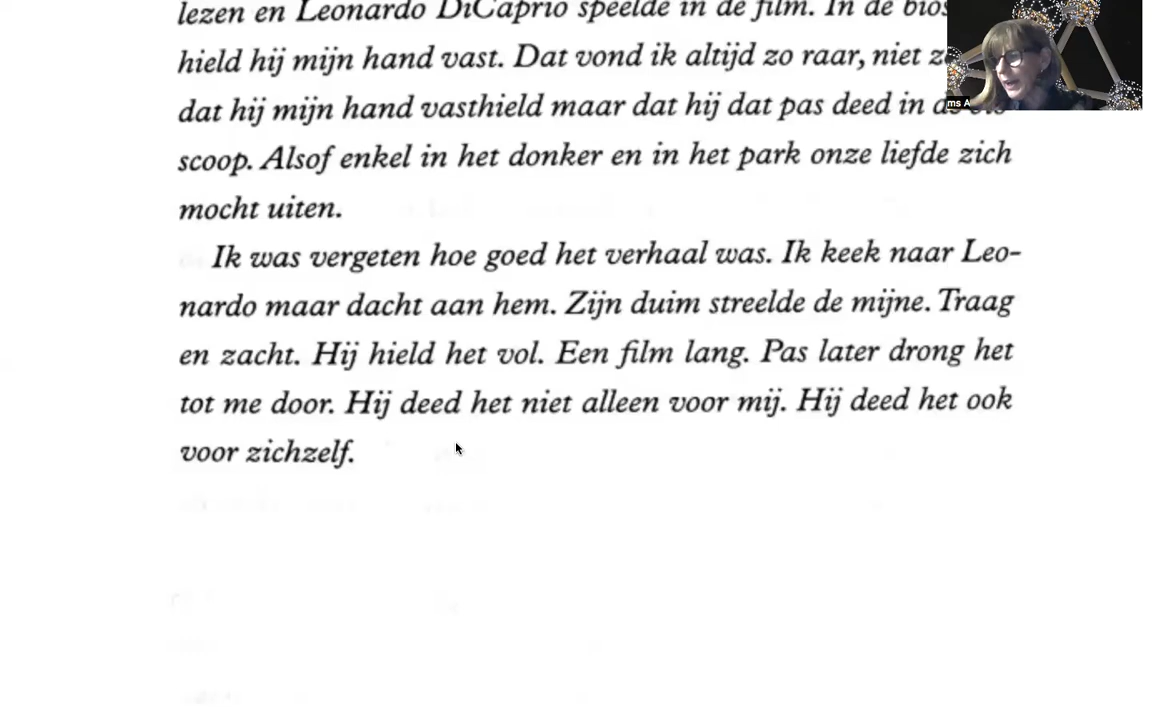 lezen en Leonardo DiCaprio speelde in de film. In de bios
hield hij mijn hand vast. Dat vond ik altijd zo raar, niet
dat hij mijn hand vasthield maar dat hij dat pas deed in
scoop. Alsof enkel in het donker en in het park onze liefde zich
mocht uiten.
Ik was vergeten hoe goed het verhaal was. Ik keek naar Leo-
nardo maar dacht aan hem. Zijn duim streelde de mijne. Traag
en zacht. Hij hield het vol. Een film lang. Pas later drong het
tot me door. Hij deed het niet alleen voor mij. Hij deed het ook
voor zichzelf.
ms A